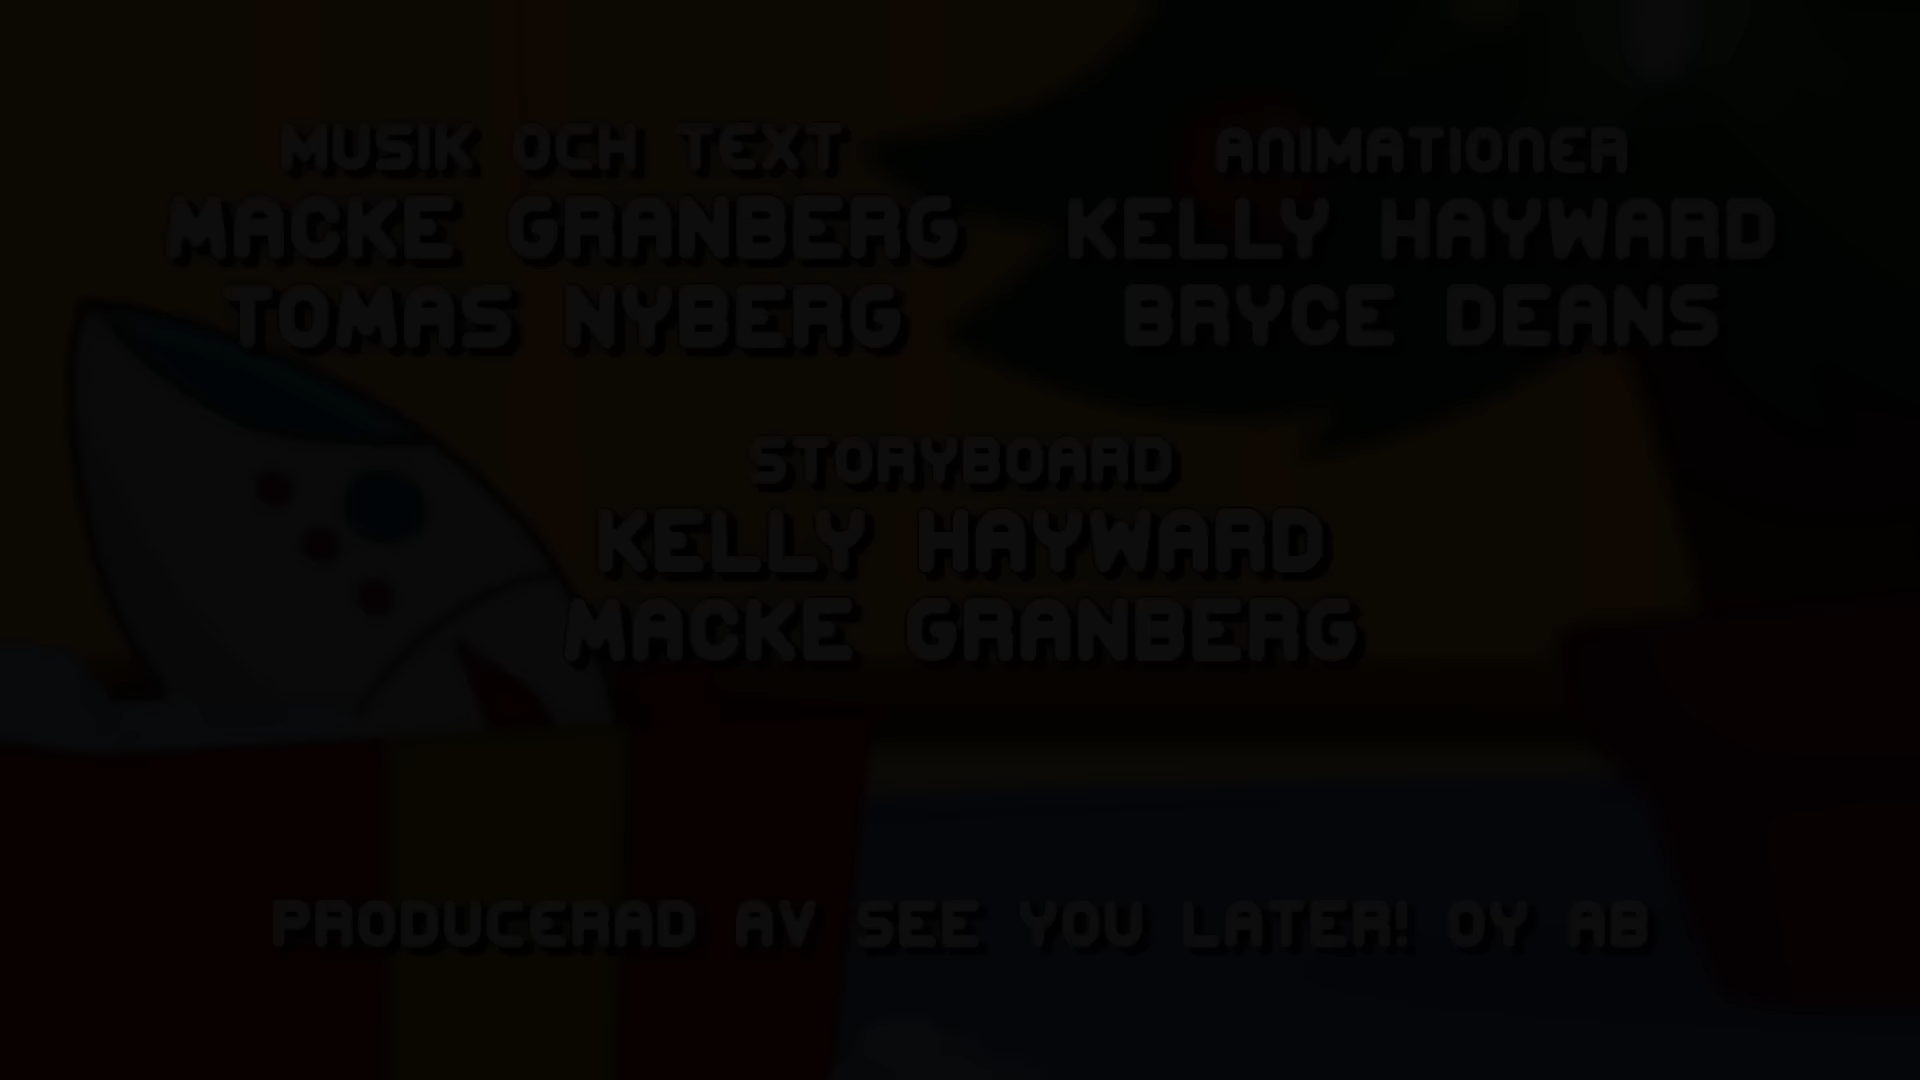 MUSIK OCH TEXT
MACKE GRANBERG
TOMAS NYBERG
ANIMATIONER
KELLY HAYWARD
BRYCE DEANS
STORYBOARD
KELLY HAYWARD
MACKE GRANBERG
PRODUCERAD AV SEE YOU LATER! OY AB